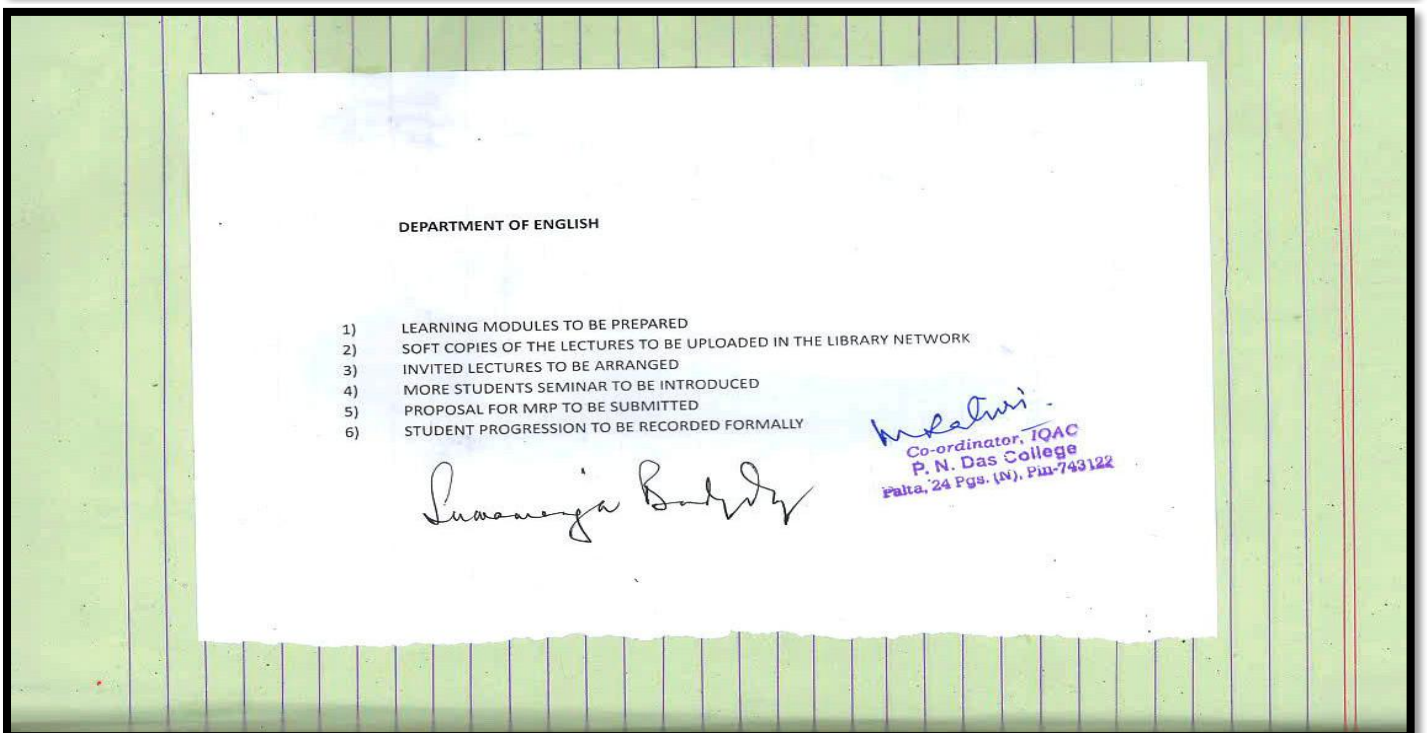 DEPARTMENT OF ENGLISH
1) LEARNING MODULES TO BE PREPARED
2) SOFT COPIES OF THE LECTURES TO BE UPLOADED IN THE LIBRARY NETWORK
3) INVITED LECTURES TO BE ARRANGED
4) MORE STUDENTS SEMINAR TO BE INTRODUCED
5) PROPOSAL FOR MRP TO BE SUBMITTED
6) STUDENT PROGRESSION TO BE RECORDED FORMALLY
Co-ordinator, IQAC
P. N. Das College
Palta, 24 Pgs. (N), Pin-743122